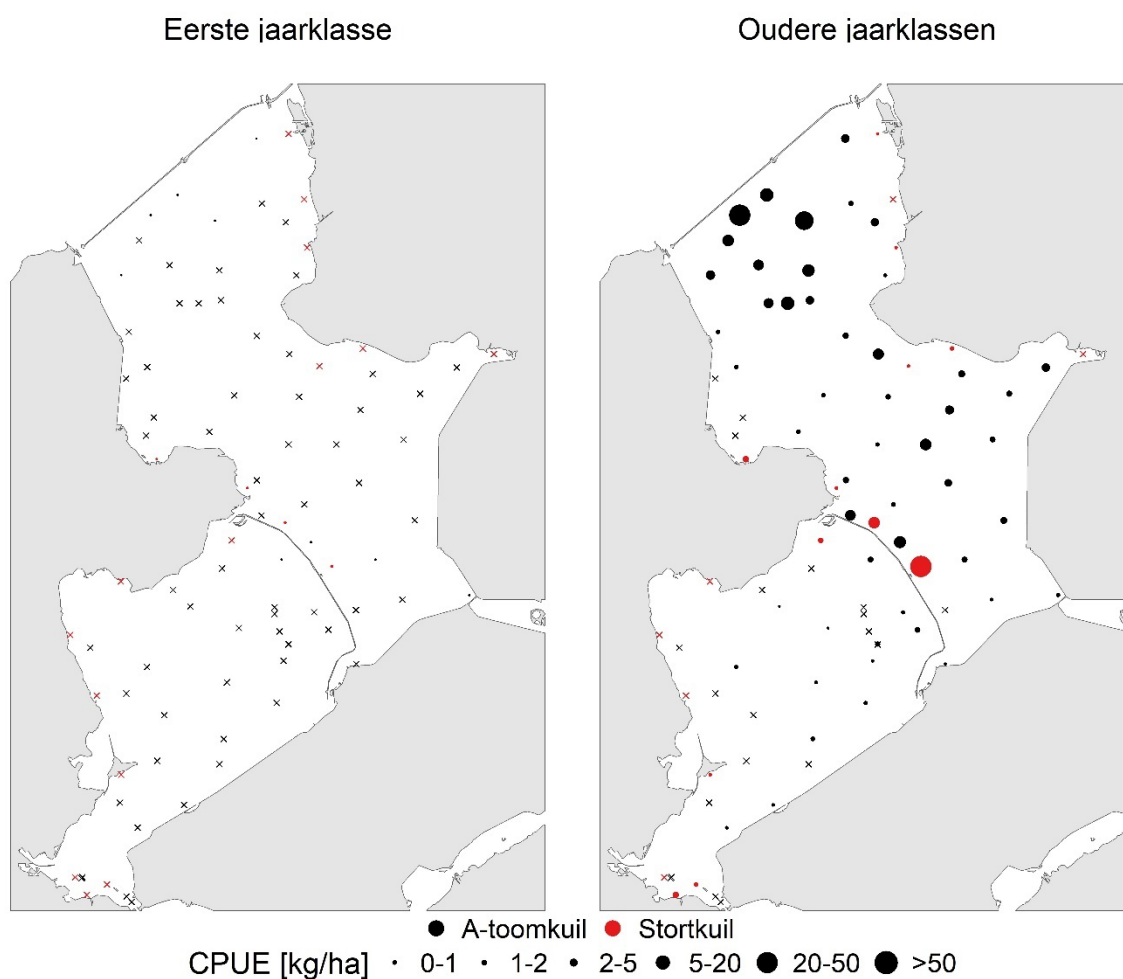 Eerste jaarklasse
Oudere jaarklassen
A-toomkuil Stortkuil
CPUE [kg/ha] 0-1 1-2 2-5 5-20 20-50 >50